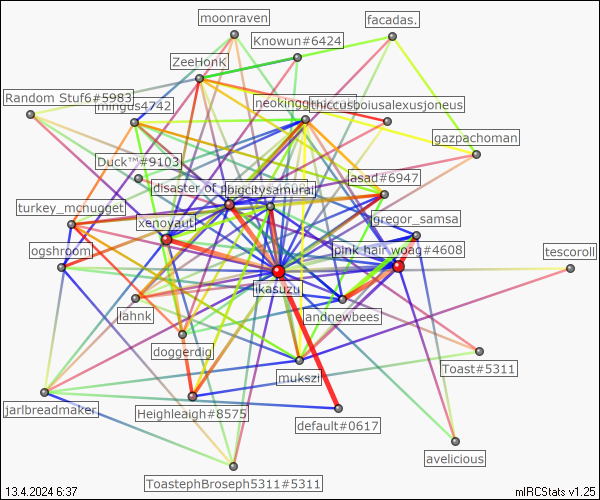 moonraven
facadas.
Knowun#6424
ZeeHonK
Random Stuf6#5983
mingus4742
neokingg
thiccusboiusalexusjoneus
gazpachoman
Duck™#9103
asad#6947
disaster of
bigcitysamurai
turkey_mcnugget
xenoyaut
gregor_samsa
ogshroom
pink hair woag#4608
tescoroll
ikasuzu
lahnk
andnewbees
doggerdig
Toast#5311
mukszi
jarlbreadmaker
Heighleaigh#8575
default#0617
avelicious
ToastephBroseph5311#5311
13.4.2024 6:37
mIRCStats v1.25